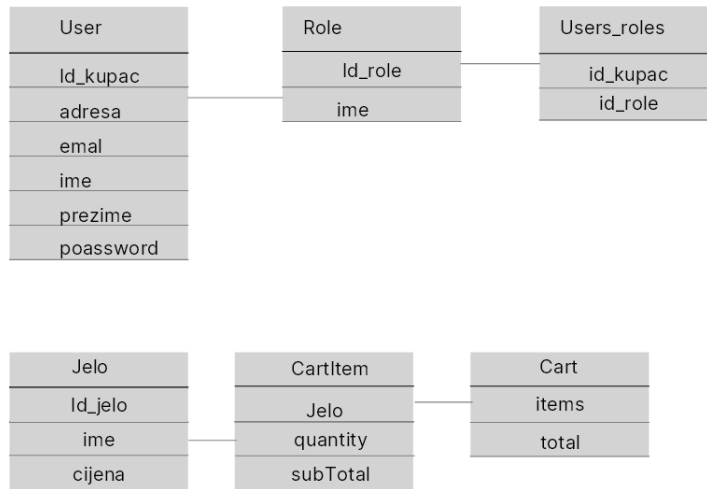 User
Id_kupac
adresa
emal
ime
prezime
poassword
Role
Id_role
ime
Users_roles
id_kupac
id_role
Jelo
Id_jelo
ime
cijena
CartItem
Jelo
quantity
subTotal
Cart
items
total